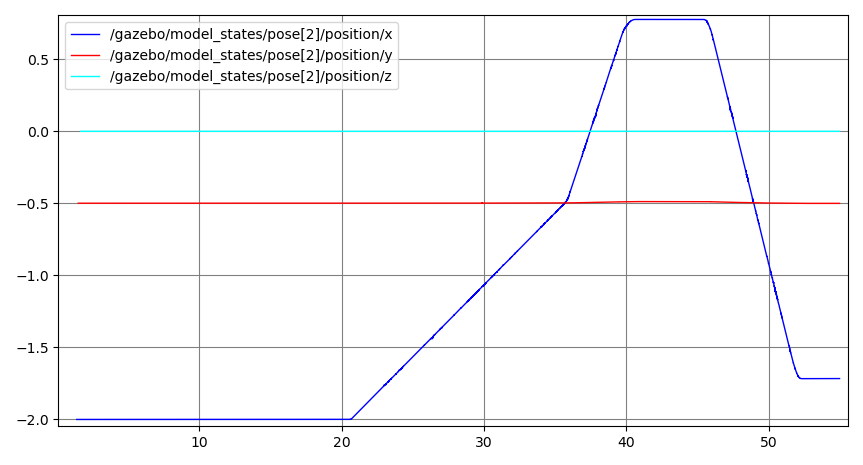 /gazebo/model_states/pose[2]/position/x
/gazebo/model_states/pose[2]/position/y
/gazebo/model_states/pose[2]/position/z
0.5
0.0
−0.5
−1.0
−1.5
−2.0
10 20 30 40 50